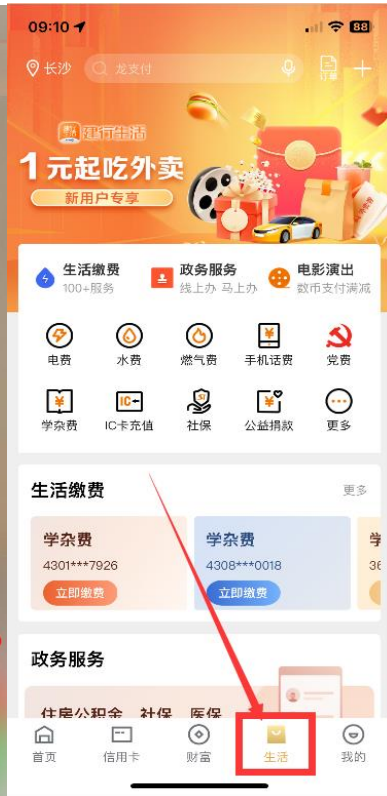 09:10
88
长沙 龙支付 订单
建行生活
1元起吃外卖
新用户专享
生活缴费 政务服务 电影演出
100+服务 线上办 马上办 数币支付满减
电费 水费 燃气费 手机话费 党费
IC
学杂费 IC卡充值 社保 公益捐款 更多
生活缴费 更多
学杂费 学杂费 学
4301***7926 4308***0018 36
立即缴费 立即缴费
政务服务
住房公积金 社保 医保
首页 信用卡 财富 生活 我的